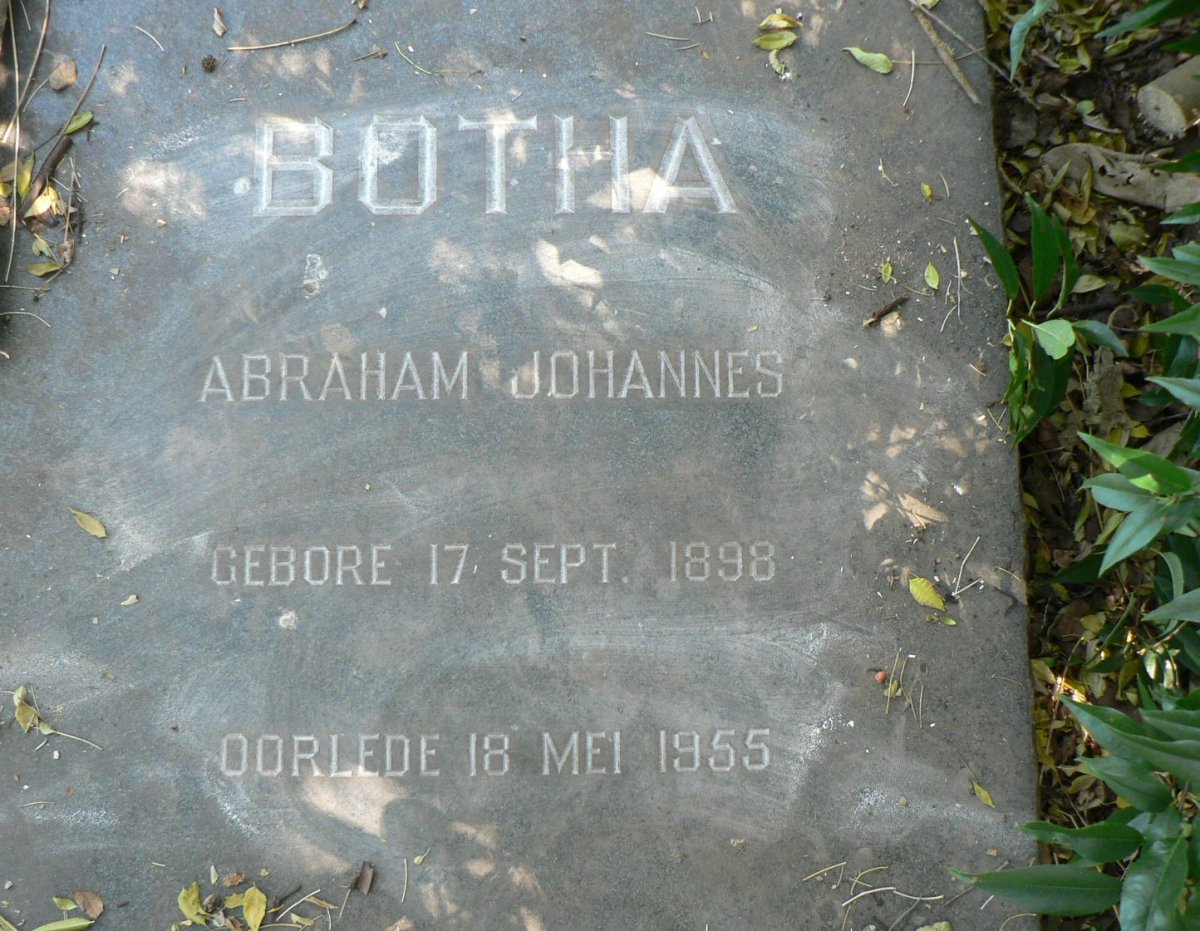 BOTHA
ABRAHAM JOHANNES
GEBORE 17 SEPT. 1898
OORLEDE 18 MEI 1955